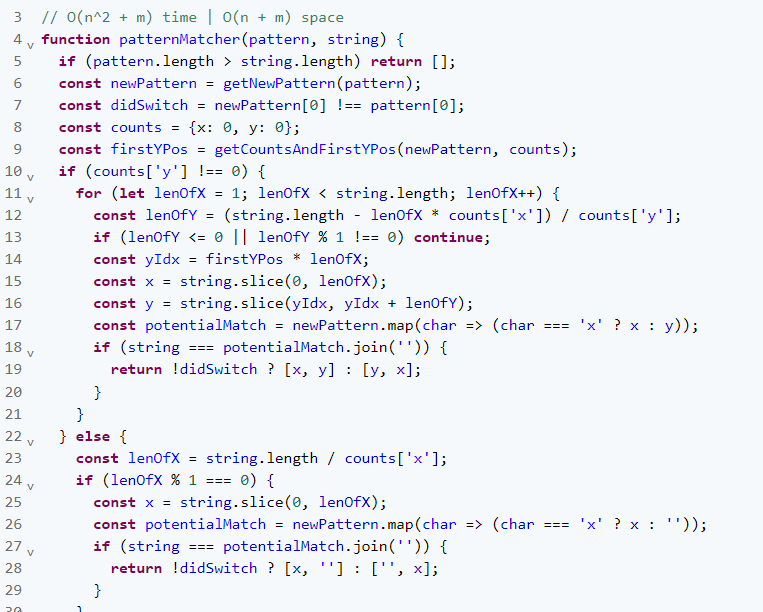 3 // O(n^2 + m) time | O(n + m) space
4 v function patternMatcher(pattern, string) {
5 if (pattern.length > string.length) return [];
6 const newPattern = getNewPattern(pattern);
7 const didSwitch = newPattern[0] !== pattern[0];
8 const counts = {x: 0, y: 0};
9 const firstYPos = getCountsAndFirstYPos(newPattern, counts);
10 v if (counts['y'] !== 0) {
11 v for (let lenOfX = 1; lenOfX < string.length; lenOfX++) {
12 const lenOfY = (string.length - lenOfX * counts['x']) / counts['y'];
13 if (lenOfY <= 0 || lenOfY % 1 !== 0) continue;
14 const yIdx = firstYPos * lenOfX;
15 const x = string.slice(0, lenOfX);
16 const y = string.slice(yIdx, yIdx + lenOfY);
17 const potentialMatch = newPattern.map(char => (char === 'x' ? x : y));
18 v if (string === potentialMatch.join('')) {
19 return !didSwitch ? [x, y] : [y, x];
20 }
21 }
22 v } else {
23 const lenOfX = string.length / counts['x'];
24 v if (lenOfX % 1 === 0) {
25 const x = string.slice(0, lenOfX);
26 const potentialMatch = newPattern.map(char => (char === 'x' ? x : ''));
27 v if (string === potentialMatch.join('')) {
28 return !didSwitch ? [x, ''] : ['', x];
29 }
30 }